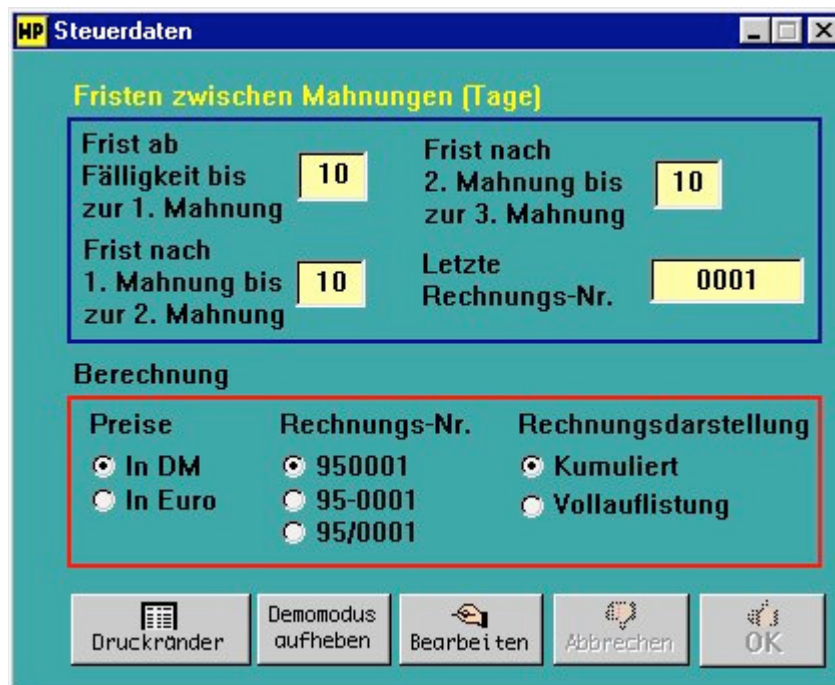 HP Steuerdaten
Fristen zwischen Mahnungen (Tage)
Frist ab
Fälligkeit bis
zur 1. Mahnung
10
Frist nach
2. Mahnung bis
zur 3. Mahnung
10
Frist nach
1. Mahnung bis
zur 2. Mahnung
10
Letzte
Rechnungs-Nr.
0001
Berechnung
Preise
In DM
In Euro
Rechnungs-Nr.
950001
95-0001
95/0001
Rechnungsdarstellung
Kumuliert
Vollauflistung
Druckränder
Demomodus
aufheben
Bearbeiten
Abbrechen
OK